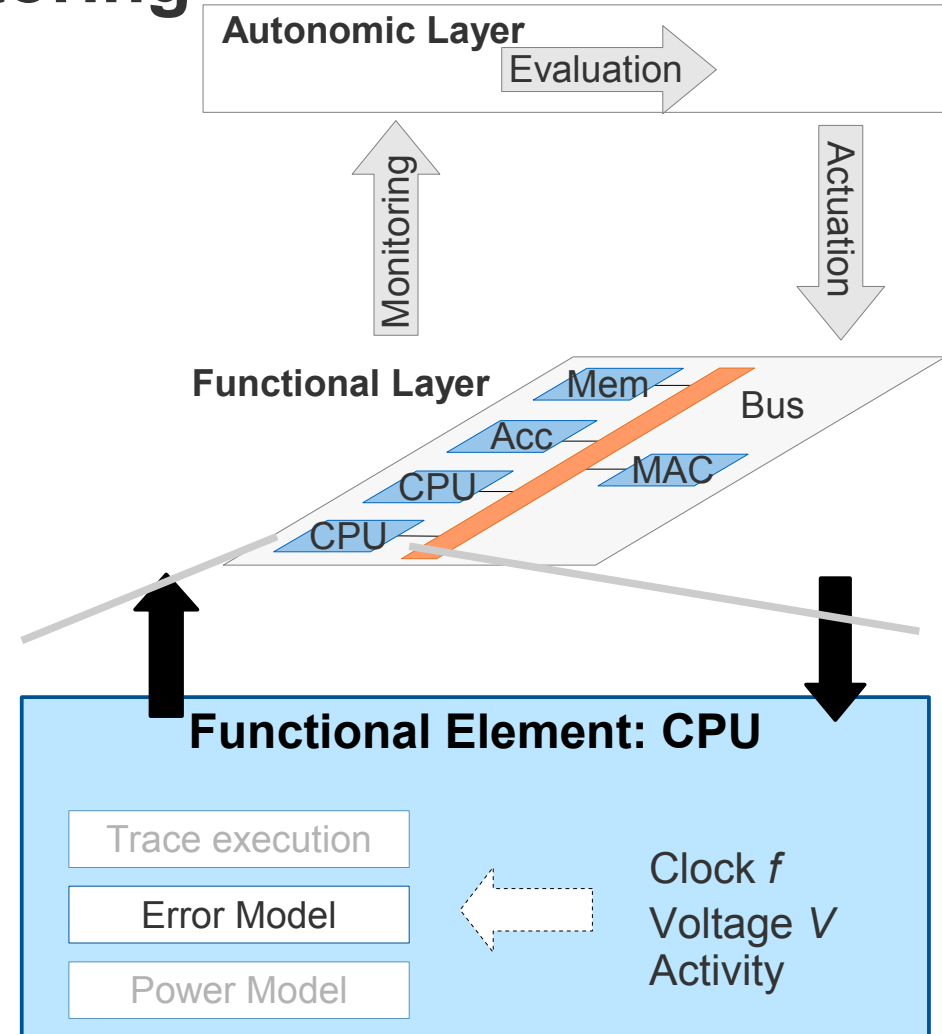 Autonomic Layer
Evaluation
Monitoring
Actuation
Functional Layer
Mem
Bus
Acc
MAC
CPU
CPU
Functional Element: CPU
Trace execution
Error Model
Power Model
Clock f
Voltage V
Activity